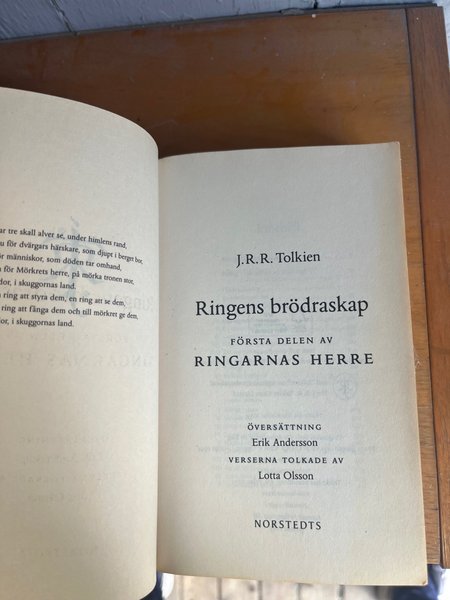 tre skall alver se, under himlens rand,
för dvärgars härskare, som djupt i berget bor,
människor, som döden tar omhand,
för Mörkrets herre, på mörka tronen stor,
i skuggornas land.
ring att styra dem, en ring att se dem,
ring att fånga dem och till mörkret ge dem,
i skuggornas land.
J.R.R. Tolkien
Ringens brödraskap
FÖRSTA DELEN AV
RINGARNAS HERRE
ÖVERSÄTTNING
Erik Andersson
VERSERNA TOLKADE AV
Lotta Olsson
NORSTEDTS